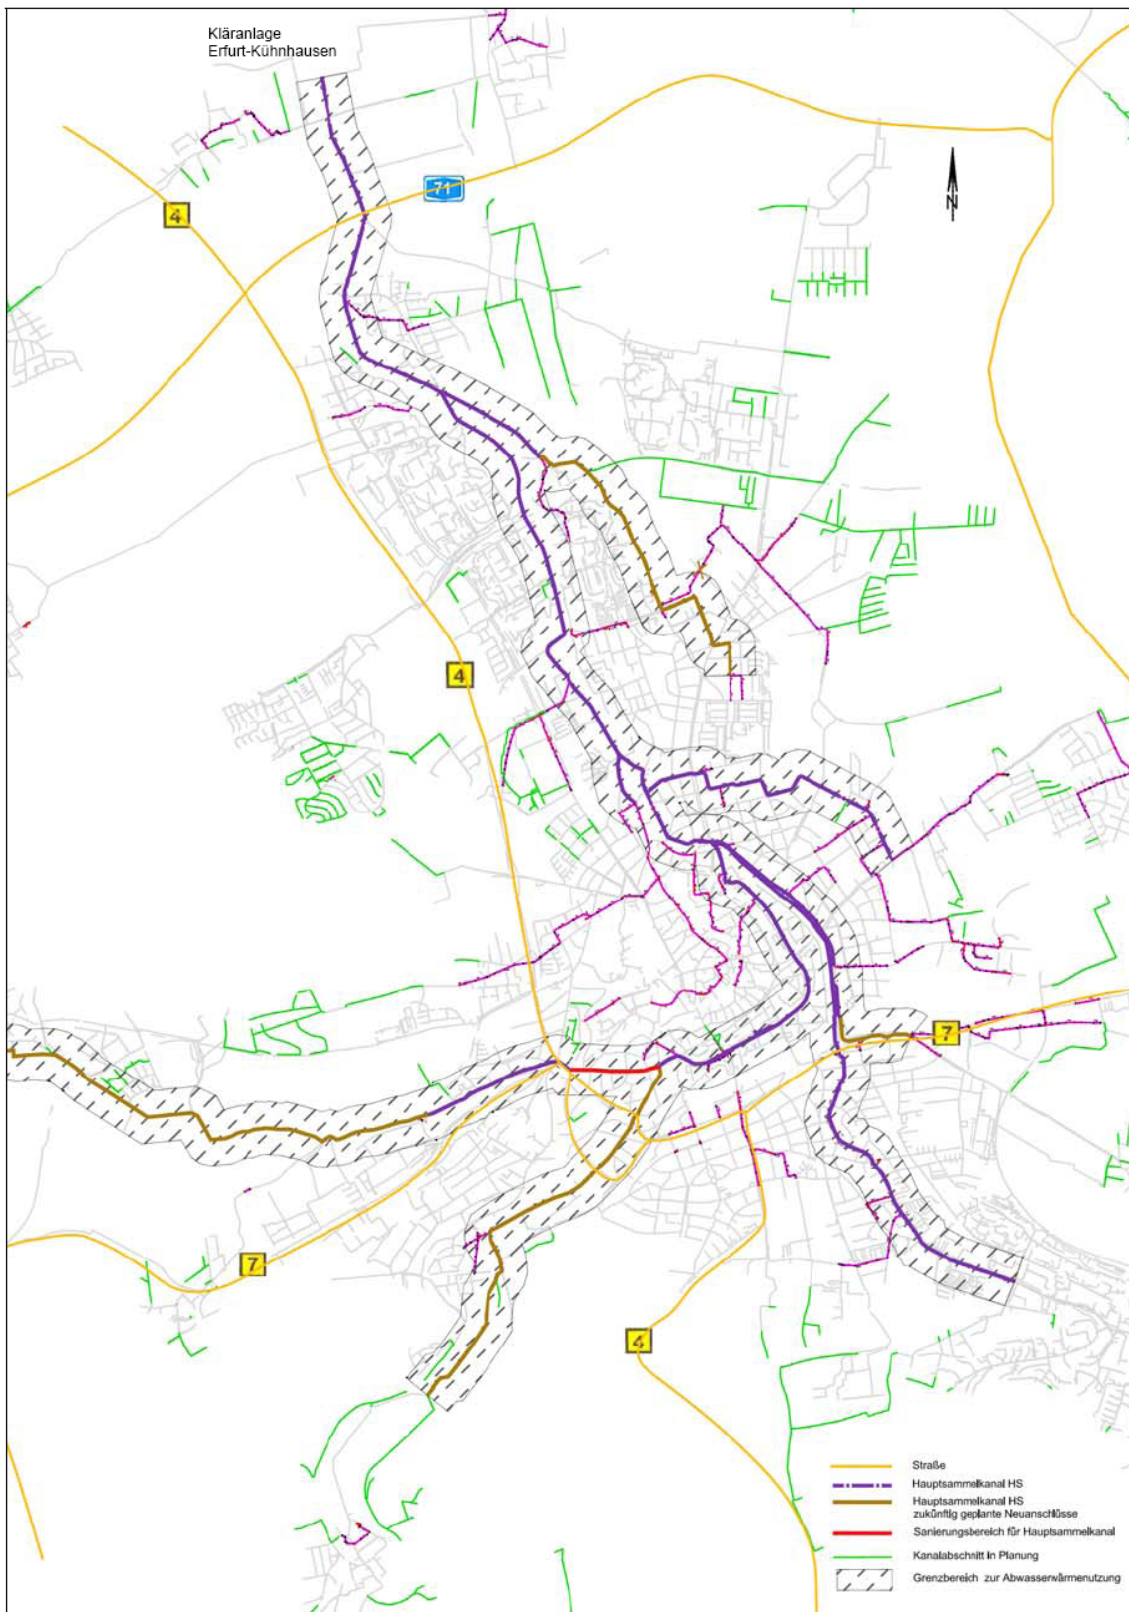 Kläranlage
Erfurt-Kühnhausen
71
4
N
4
7
7
4
Straße
Hauptsammelkanal HS
Hauptsammelkanal HS
zukünftig geplante Neuanschlüsse
Sanierungsbereich für Hauptsammelkanal
Kanalabschnitt in Planung
Grenzbereich zur Abwasserwärmenutzung